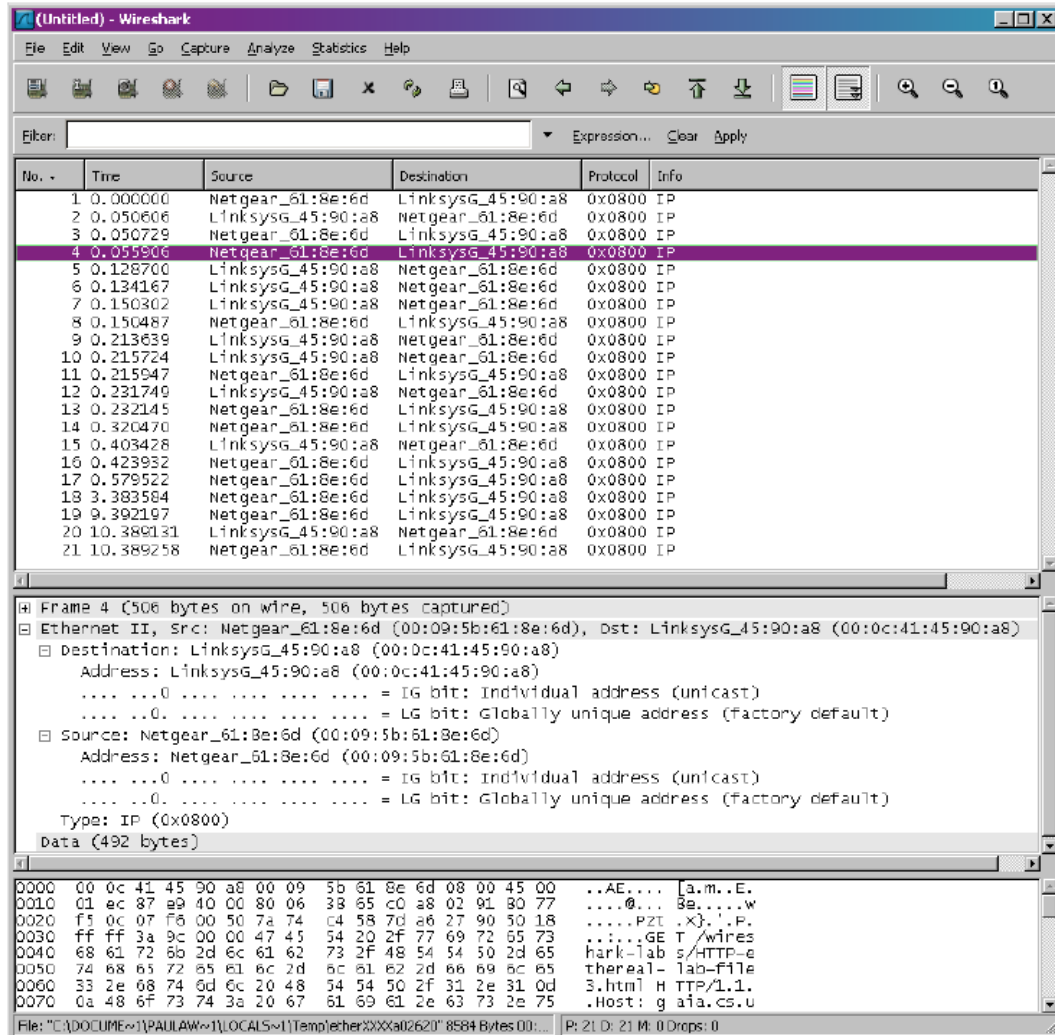 (Untitled) - Wireshark
File Edit View Go Capture Analyze Statistics Help
Filter: Expression... Clear Apply
No. Time Source Destination Protocol Info
1 0.000000 Netgear_61:8e:6d LinksysG_45:90:a8 0x0800 IP
2 0.050606 LinksysG_45:90:a8 Netgear_61:8e:6d 0x0800 IP
3 0.050729 Netgear_61:8e:6d LinksysG_45:90:a8 0x0800 IP
4 0.055906 Netgear_61:8e:6d LinksysG_45:90:a8 0x0800 IP
5 0.128700 LinksysG_45:90:a8 Netgear_61:8e:6d 0x0800 IP
6 0.134167 LinksysG_45:90:a8 Netgear_61:8e:6d 0x0800 IP
7 0.150302 LinksysG_45:90:a8 Netgear_61:8e:6d 0x0800 IP
8 0.150487 Netgear_61:8e:6d LinksysG_45:90:a8 0x0800 IP
9 0.213639 LinksysG_45:90:a8 Netgear_61:8e:6d 0x0800 IP
10 0.215724 LinksysG_45:90:a8 Netgear_61:8e:6d 0x0800 IP
11 0.215947 Netgear_61:8e:6d LinksysG_45:90:a8 0x0800 IP
12 0.231749 LinksysG_45:90:a8 Netgear_61:8e:6d 0x0800 IP
13 0.232145 Netgear_61:8e:6d LinksysG_45:90:a8 0x0800 IP
14 0.320470 Netgear_61:8e:6d LinksysG_45:90:a8 0x0800 IP
15 0.403428 LinksysG_45:90:a8 Netgear_61:8e:6d 0x0800 IP
16 0.423932 Netgear_61:8e:6d LinksysG_45:90:a8 0x0800 IP
17 0.579522 Netgear_61:8e:6d LinksysG_45:90:a8 0x0800 IP
18 3.383584 Netgear_61:8e:6d LinksysG_45:90:a8 0x0800 IP
19 9.392197 Netgear_61:8e:6d LinksysG_45:90:a8 0x0800 IP
20 10.389131 LinksysG_45:90:a8 Netgear_61:8e:6d 0x0800 IP
21 10.389258 Netgear_61:8e:6d LinksysG_45:90:a8 0x0800 IP
Frame 4 (506 bytes on wire, 506 bytes captured)
Ethernet II, Src: Netgear_61:8e:6d (00:09:5b:61:8e:6d), Dst: LinksysG_45:90:a8 (00:0c:41:45:90:a8)
Destination: LinksysG_45:90:a8 (00:0c:41:45:90:a8)
Address: LinksysG_45:90:a8 (00:0c:41:45:90:a8)
.... ...0 .... .... .... .... = IG bit: Individual address (unicast)
.... ..0. .... .... .... .... = LG bit: Globally unique address (factory default)
Source: Netgear_61:8e:6d (00:09:5b:61:8e:6d)
Address: Netgear_61:8e:6d (00:09:5b:61:8e:6d)
.... ...0 .... .... .... .... = IG bit: Individual address (unicast)
.... ..0. .... .... .... .... = LG bit: Globally unique address (factory default)
Type: IP (0x0800)
Data (492 bytes)
0000 00 0c 41 45 90 a8 00 09 5b 61 8e 6d 08 00 45 00 ..AE.... [a.m..E.
0010 01 ec 87 e9 40 00 80 06 38 65 c0 a8 02 91 80 77 ....@... 8e.....w
0020 f5 0c 07 f6 00 50 7a 74 c4 58 7d a6 27 90 50 18 .....Pzt .X}.'.P.
0030 ff ff 3a 9c 00 00 47 45 54 20 2f 77 69 72 65 73 ..:...GE T /wires
0040 68 61 72 6b 2d 6c 61 62 73 2f 48 54 54 50 2d 65 hark-lab s/HTTP-e
0050 74 68 65 72 65 61 6c 2d 6c 61 62 2d 66 69 6c 65 thereal- lab-file
0060 33 2e 68 74 6d 6c 20 48 54 54 50 2f 31 2e 31 0d 3.html H TTP/1.1.
0070 0a 48 6f 73 74 3a 20 67 61 69 61 2e 63 73 2e 75 .Host: g aia.cs.u
File: "C:\DOCUME~1\PAULAW~1\LOCALS~1\Temp\etherXXXXa02620" 8584 Bytes 00:... P: 21 D: 21 M: 0 Drops: 0